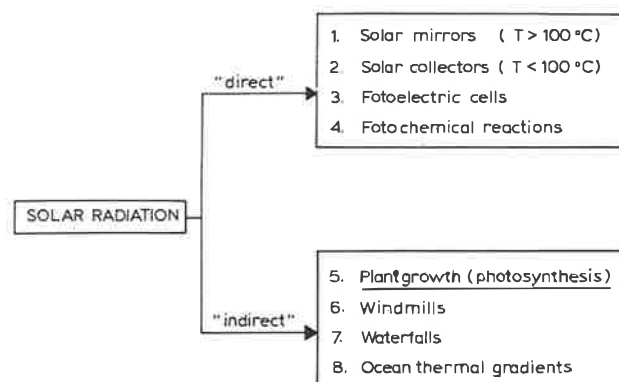 1. Solar mirrors ( T > 100 °C)
2. Solar collectors ( T < 100 °C)
3. Fotoelectric cells
4. Fotochemical reactions
"direct"
SOLAR RADIATION
"indirect"
5. Plantgrowth (photosynthesis)
6. Windmills
7. Waterfalls
8. Ocean thermal gradients